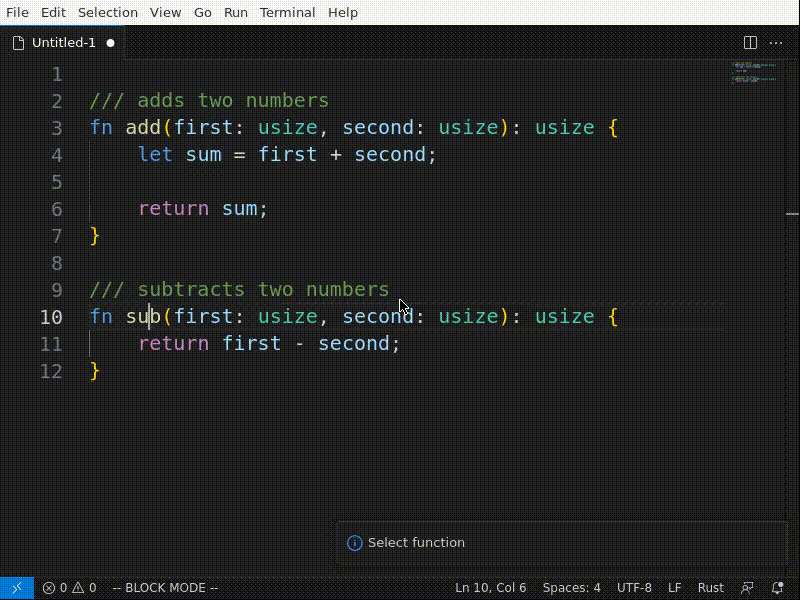 File Edit Selection View Go Run Terminal Help
Untitled-1
1
2 /// adds two numbers
3 fn add(first: usize, second: usize): usize {
4 let sum = first + second;
5
6 return sum;
7 }
8
9 /// subtracts two numbers
10 fn sub(first: usize, second: usize): usize {
11 return first - second;
12 }
Select function
0 0 -- BLOCK MODE -- Ln 10, Col 6 Spaces: 4 UTF-8 LF Rust